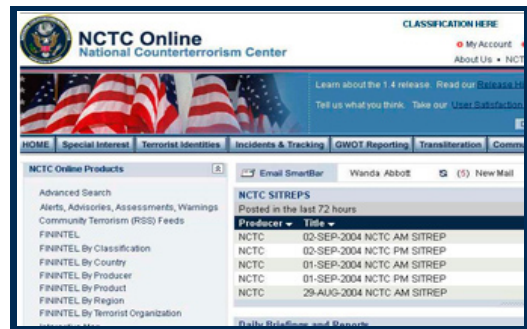 CLASSIFICATION HERE
NCTC Online
National Counterterrorism Center
My Account
About Us • NCT
Learn about the 1.4 release. Read our Release
Tell us what you think. Take our User Satisfaction
HOME Special Interest Terrorist Identities Incidents & Tracking GWOT Reporting Transliteration Commu
NCTC Online Products
Advanced Search
Alerts, Advisories, Assessments, Warnings
Community Terrorism (RSS) Feeds
FININTEL
FININTEL By Classification
FININTEL By Country
FININTEL By Producer
FININTEL By Product
FININTEL By Region
FININTEL By Terrorist Organization
Email SmartBar Wanda Abbott (5) New Mail
NCTC SITREPS
Posted in the last 72 hours
Producer Title
NCTC 02-SEP-2004 NCTC AM SITREP
NCTC 02-SEP-2004 NCTC PM SITREP
NCTC 01-SEP-2004 NCTC AM SITREP
NCTC 01-SEP-2004 NCTC PM SITREP
NCTC 29-AUG-2004 NCTC AM SITREP
Daily Briefings and Reports